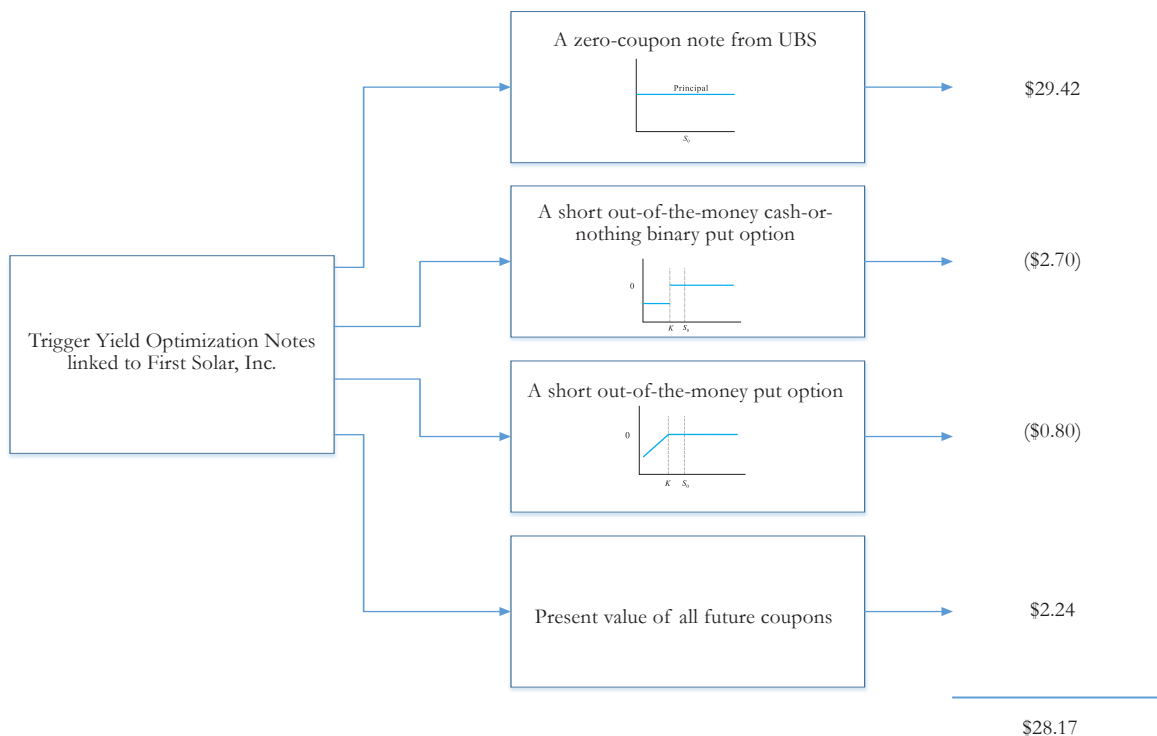 A zero-coupon note from UBS
Principal
S0
$29.42
A short out-of-the-money cash-or-
nothing binary put option
0
K S0
($2.70)
Trigger Yield Optimization Notes
linked to First Solar, Inc.
A short out-of-the-money put option
0
K S0
($0.80)
Present value of all future coupons
$2.24
$28.17